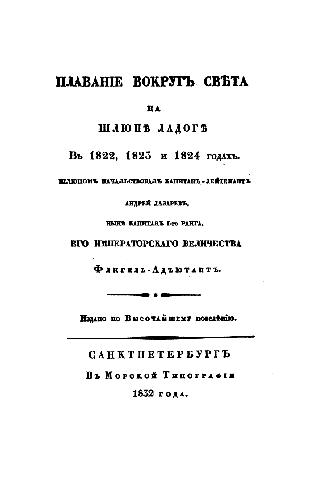 ПЛАВАНІЕ ВОКРУГЪ СВѢТА
НА
ШЛЮПѢ ЛАДОГѢ
Въ 1822, 1823 и 1824 годахъ.
ШЛЮПОМЪ НАЧАЛЬСТВОВАЛЪ КАПИТАНЪ-ЛЕЙТЕНАНТЪ
АНДРЕЙ ЛАЗАРЕВЪ,
НЫНѢ КАПИТАНЪ 1-го РАНГА,
ЕГО ИМПЕРАТОРСКАГО ВЕЛИЧЕСТВА
Флигель-Адъютантъ.
Издано по Высочайшему повелѣнію.
САНКТПЕТЕРБУРГЪ
Въ Морской Типографіи
1832 года.